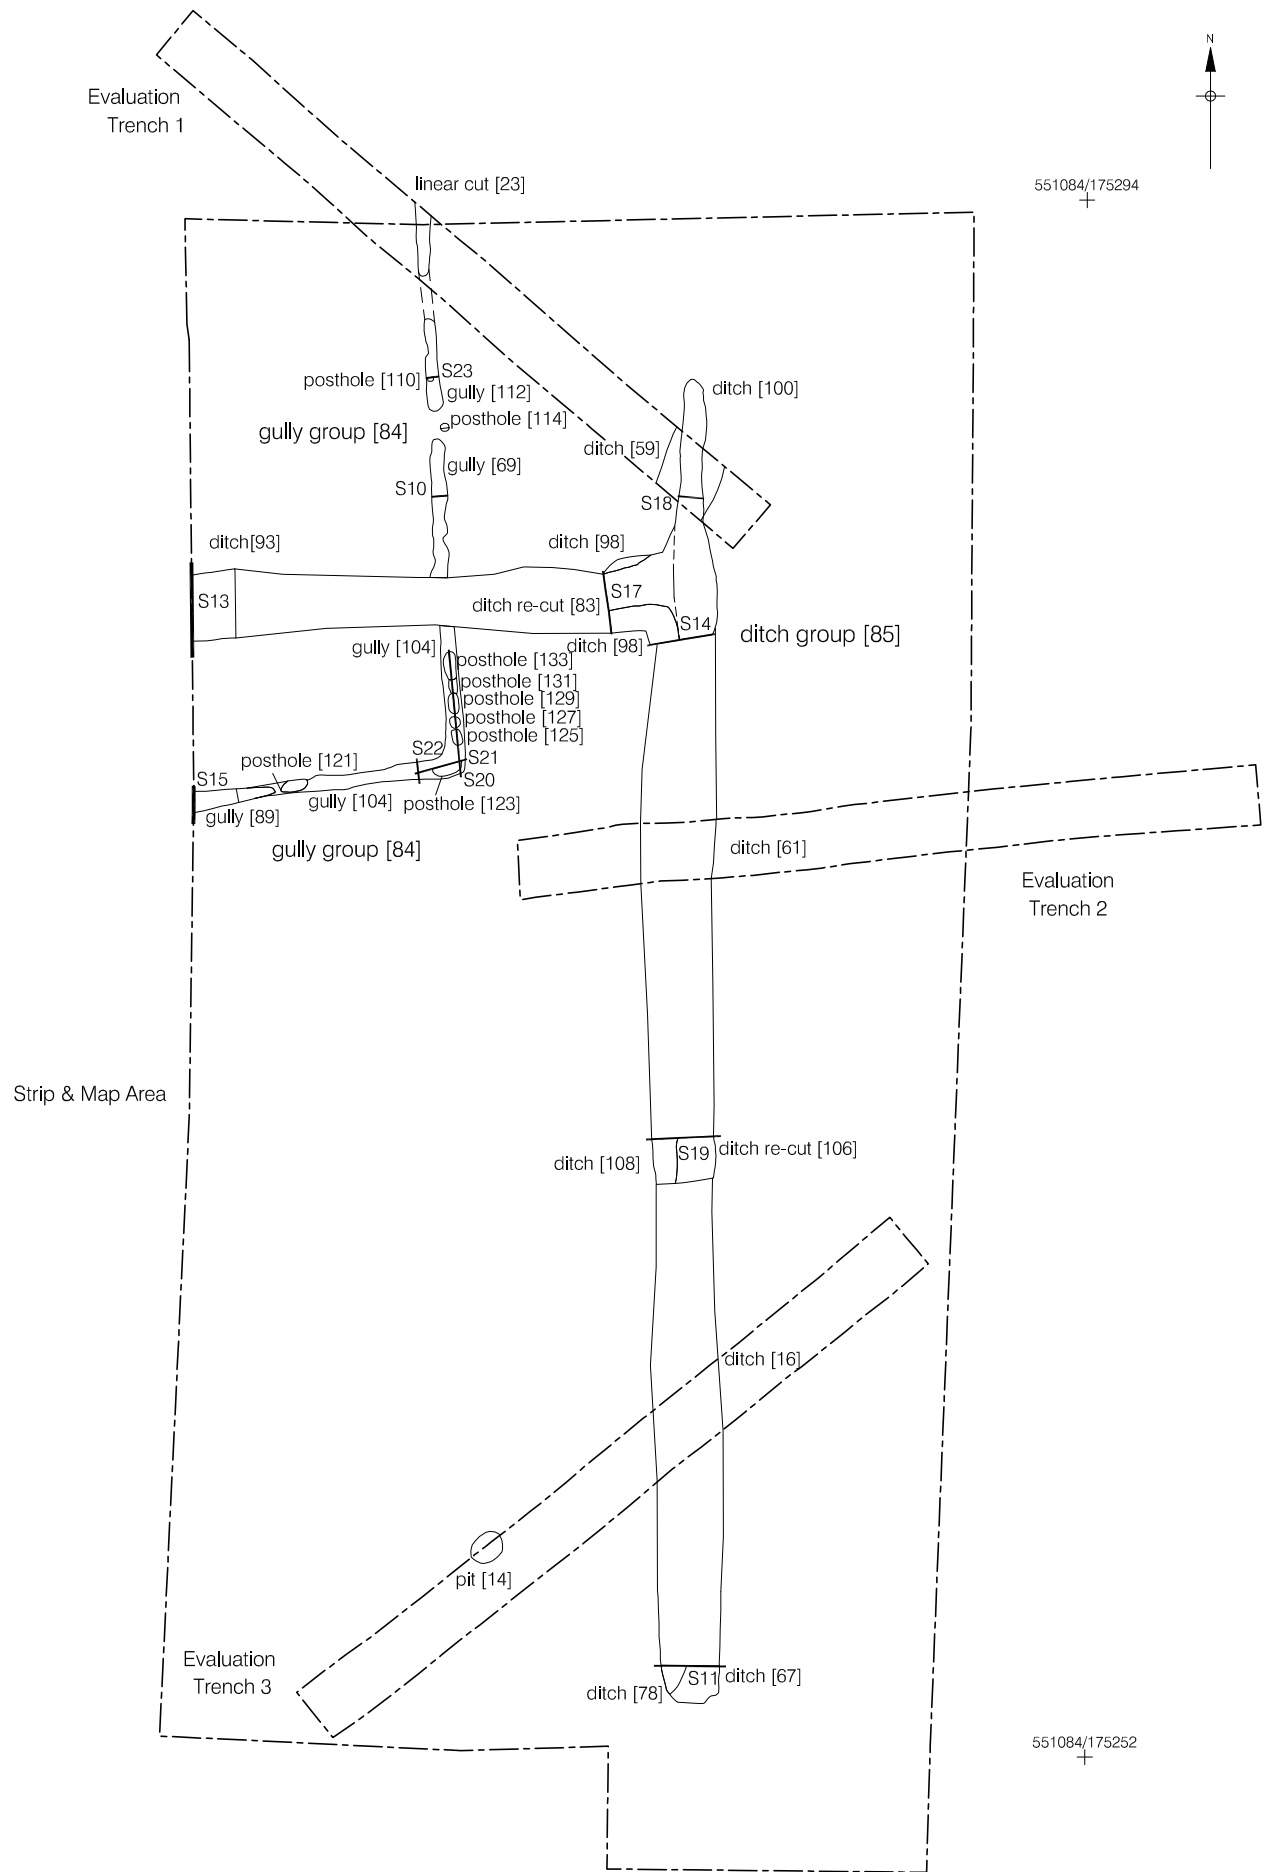 N
Evaluation
Trench 1
linear cut [23]
551084/175294
S23
posthole [110]
gully [112]
ditch [100]
posthole [114]
gully group [84]
ditch [59]
gully [69]
S10
S18
ditch[93]
ditch [98]
S17
S13
ditch re-cut [83]
S14
ditch group [85]
gully [104]
ditch [98]
posthole [133]
posthole [131]
posthole [129]
posthole [127]
posthole [125]
S22
posthole [121]
S21
S15
S20
gully [104]
posthole [123]
gully [89]
gully group [84]
ditch [61]
Evaluation
Trench 2
Strip & Map Area
ditch re-cut [106]
S19
ditch [108]
ditch [16]
pit [14]
Evaluation
Trench 3
S11
ditch [67]
ditch [78]
551084/175252